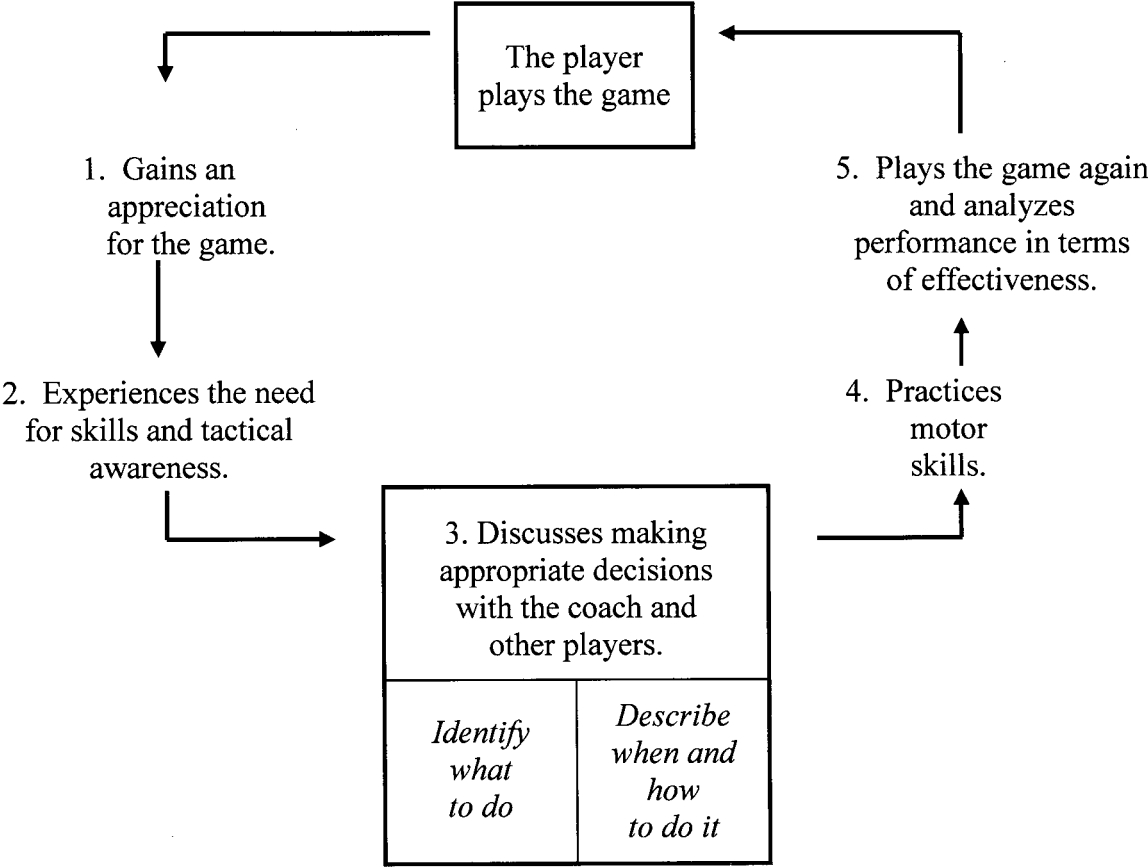 The player
plays the game
1. Gains an
appreciation
for the game.
2. Experiences the need
for skills and tactical
awareness.
3. Discusses making
appropriate decisions
with the coach and
other players.
Identify
what
to do
Describe
when and
how
to do it
4. Practices
motor
skills.
5. Plays the game again
and analyzes
performance in terms
of effectiveness.